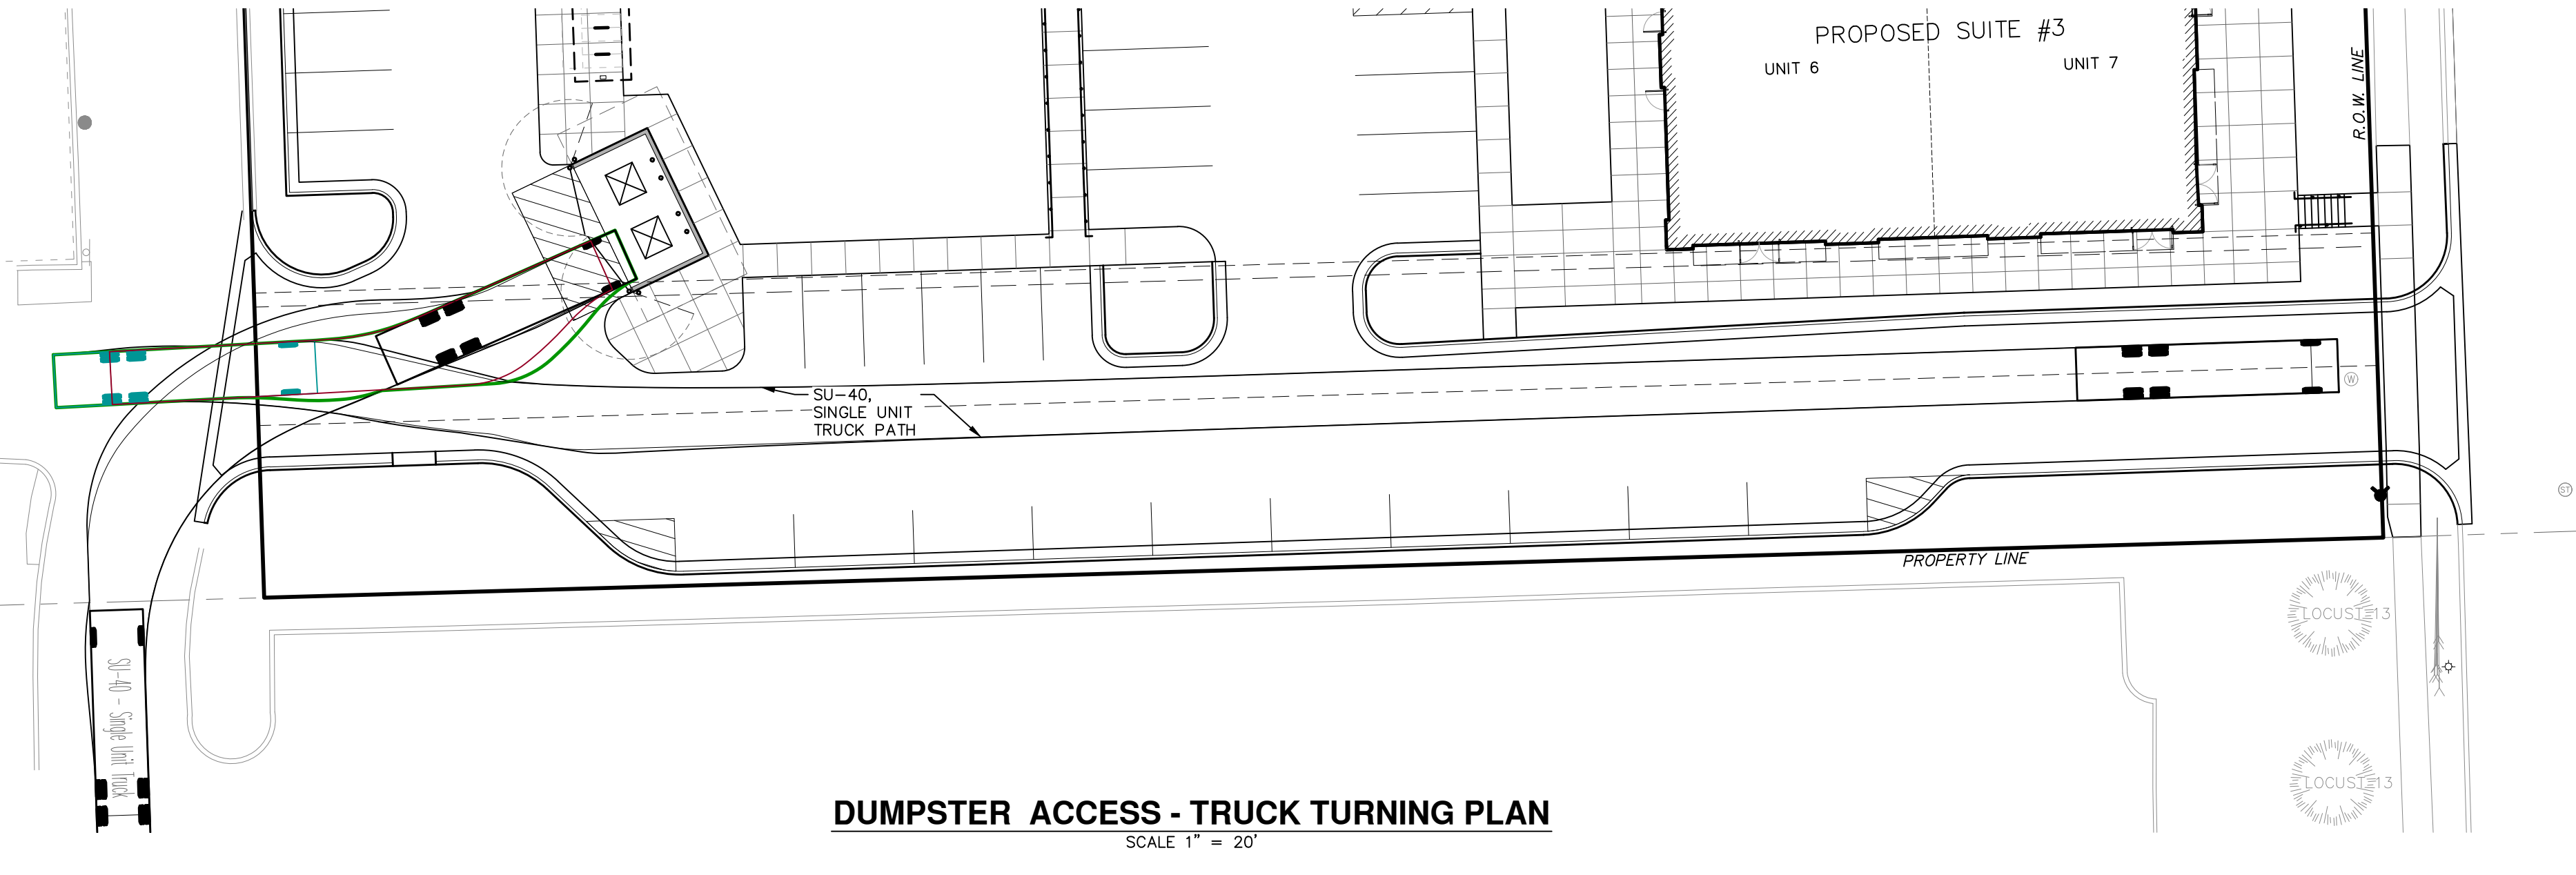 PROPOSED SUITE #3
UNIT 6
UNIT 7
R.O.W. LINE
SU-40,
SINGLE UNIT
TRUCK PATH
W
ST
PROPERTY LINE
LOCUST 13
SU-40 - Single Unit Truck
LOCUST 13
DUMPSTER ACCESS - TRUCK TURNING PLAN
SCALE 1" = 20'